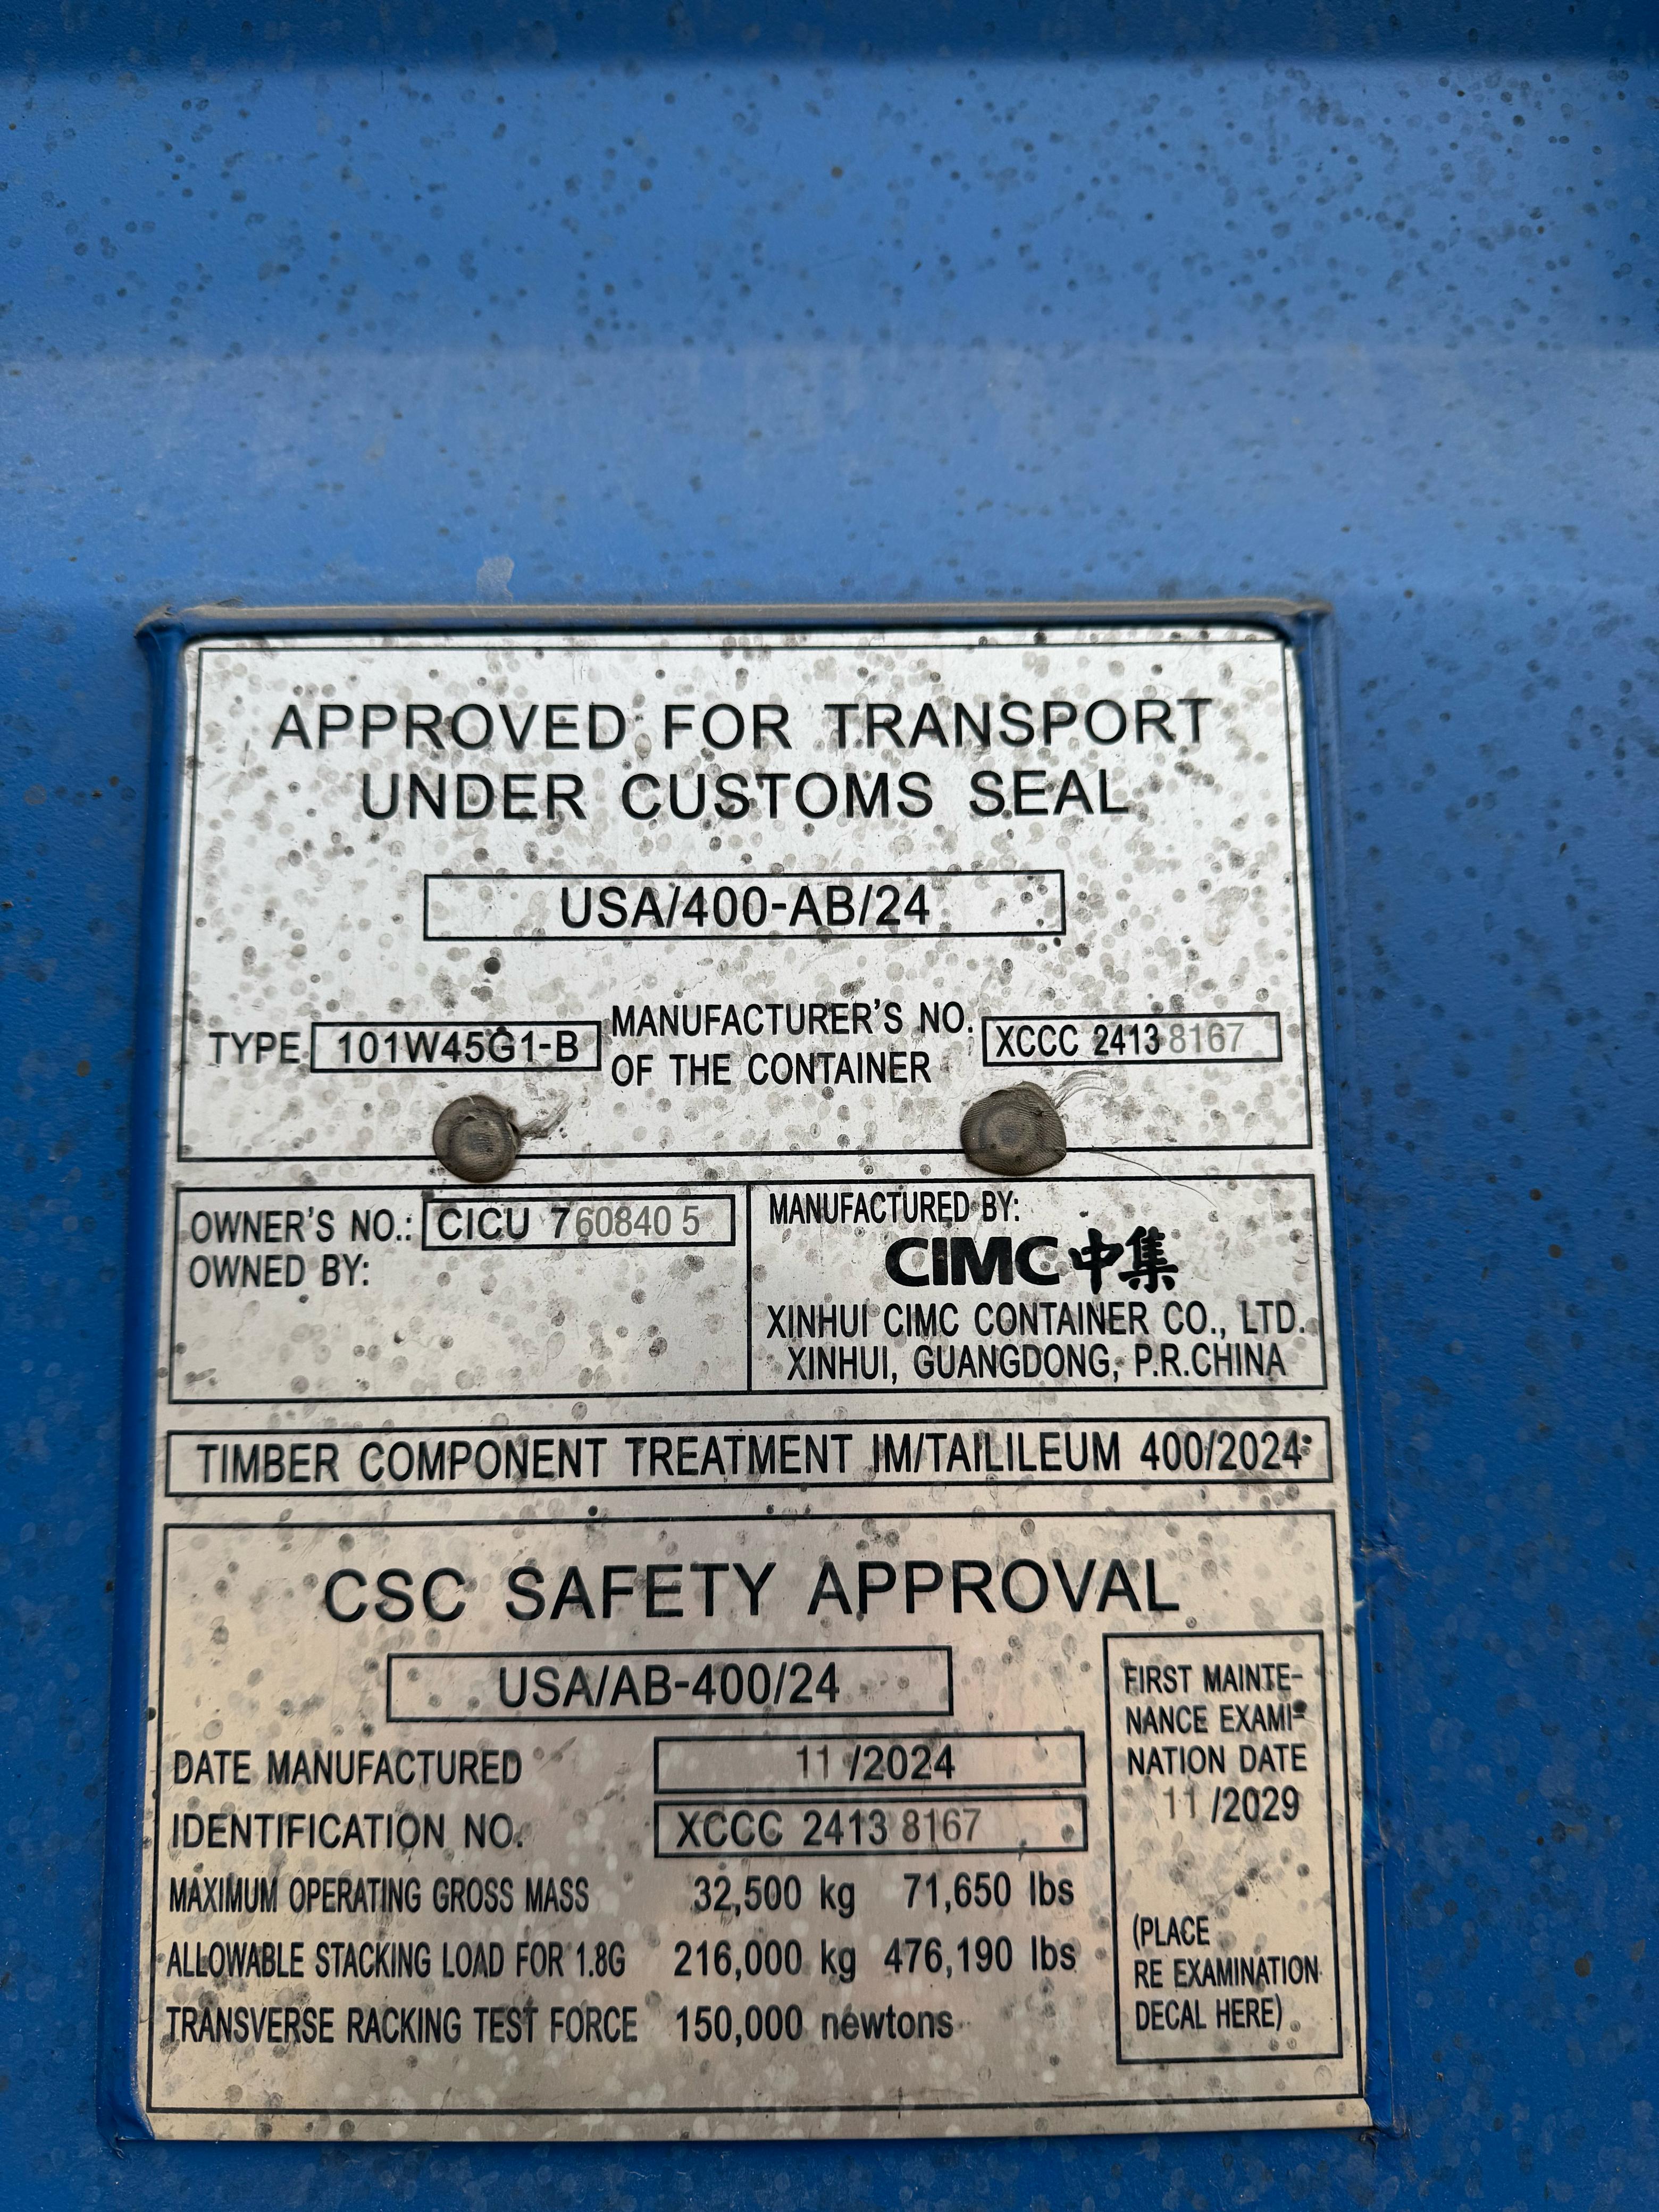 APPROVED FOR TRANSPORT
UNDER CUSTOMS SEAL
USA/400-AB/24
TYPE 101W45G1-B
MANUFACTURER'S NO.
OF THE CONTAINER
XCCC 2413 8167
OWNER'S NO.: CICU 760840 5
OWNED BY:
MANUFACTURED BY:
CIMC 中集
XINHUI CIMC CONTAINER CO., LTD.
XINHUI, GUANGDONG, P.R.CHINA
TIMBER COMPONENT TREATMENT IM/TAILILEUM 400/2024
CSC SAFETY APPROVAL
USA/AB-400/24
DATE MANUFACTURED 11 /2024
IDENTIFICATION NO. XCCC 2413 8167
MAXIMUM OPERATING GROSS MASS 32,500 kg 71,650 lbs
ALLOWABLE STACKING LOAD FOR 1.8G 216,000 kg 476,190 lbs
TRANSVERSE RACKING TEST FORCE 150,000 newtons
FIRST MAINTE-
NANCE EXAMI-
NATION DATE
11 /2029
(PLACE
RE EXAMINATION
DECAL HERE)